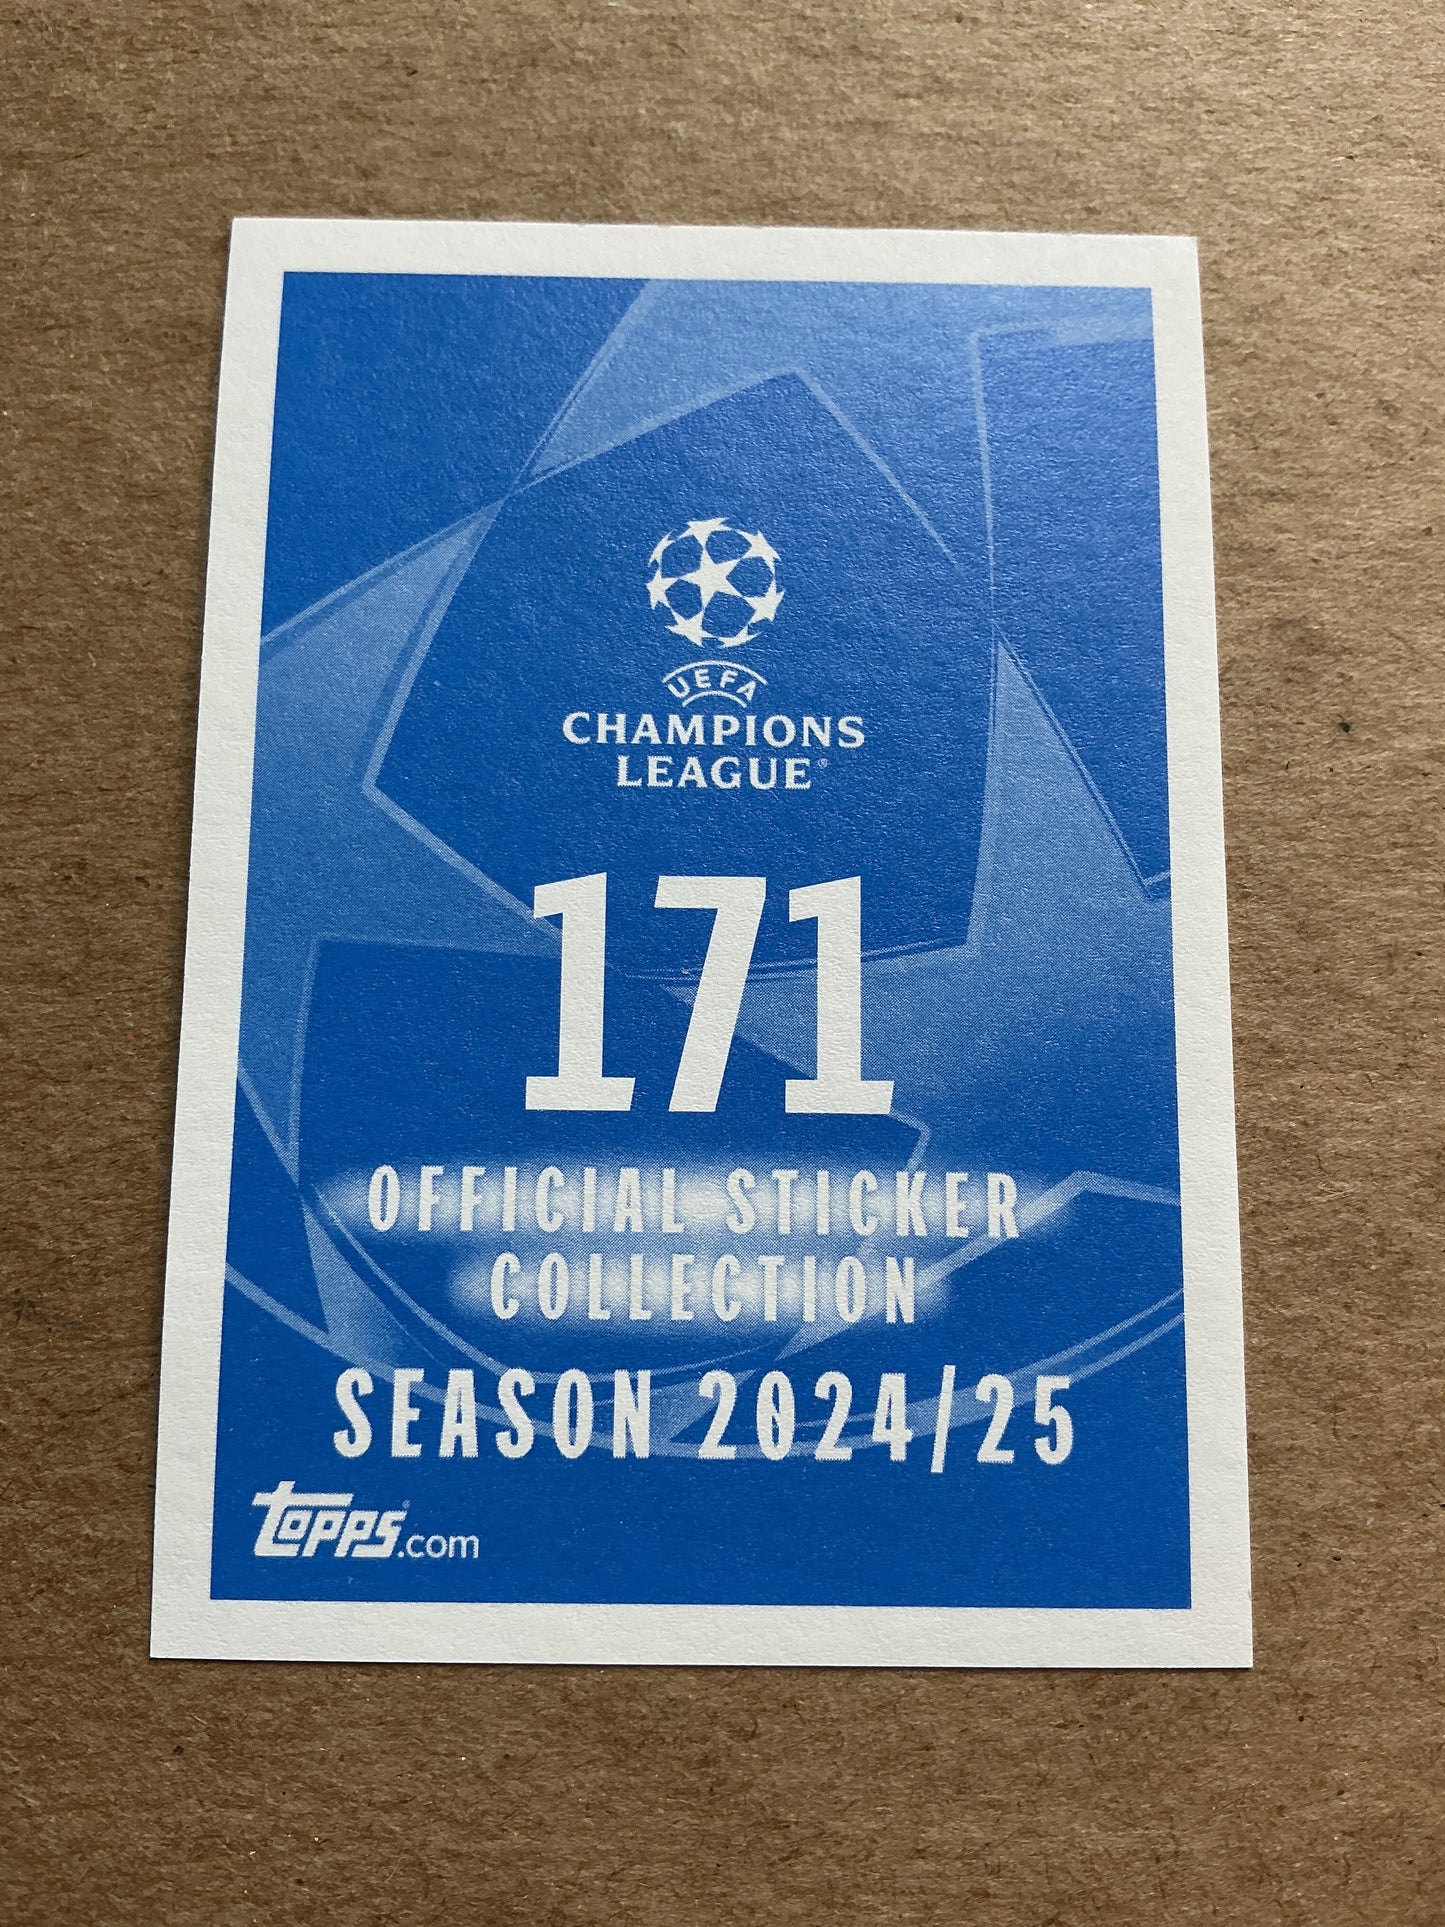 UEFA
CHAMPIONS
LEAGUE®
171
OFFICIAL STICKER
COLLECTION
SEASON 2024/25
topps®.com